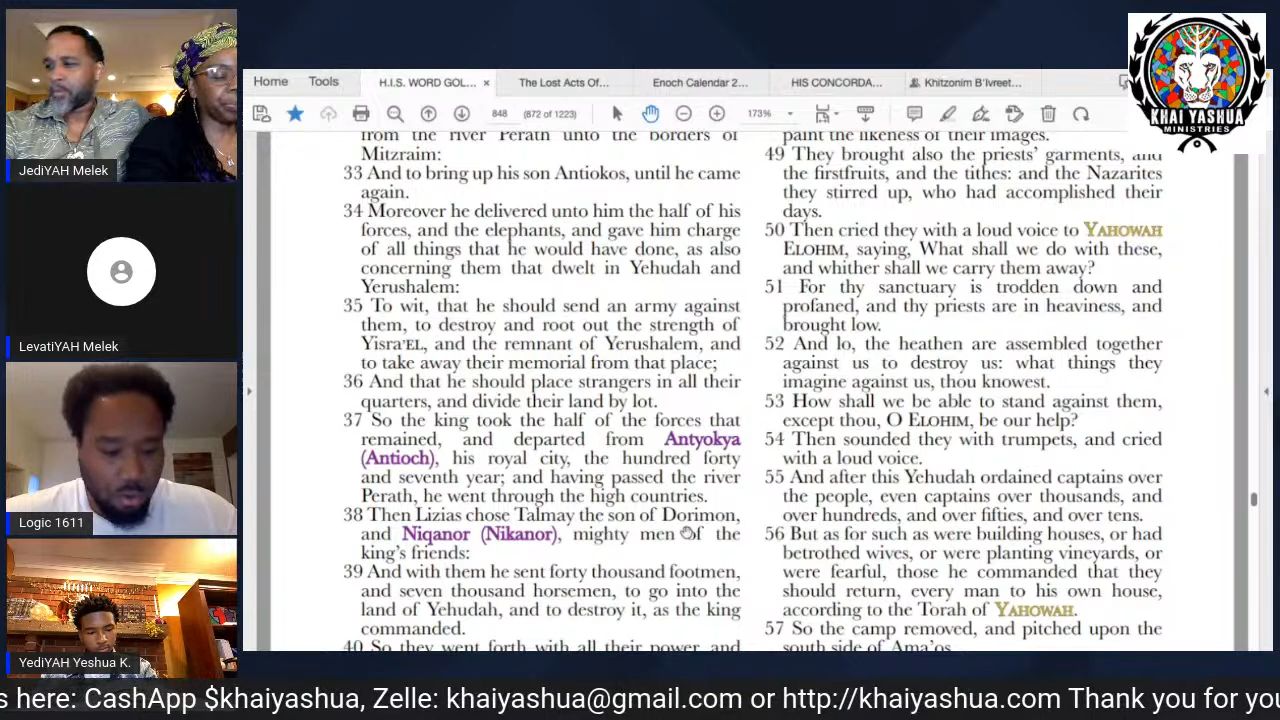 JediYAH Melek
LevatiYAH Melek
Logic 1611
YediYAH Yeshua K.
Home Tools H.I.S. WORD GOL... × The Lost Acts Of... Enoch Calendar 2... HIS CONCORDA... Khitzonim B'Ivreet...
848 (872 of 1223) 173%
from the river Perath unto the borders of
Mitzraim:
33 And to bring up his son Antiokos, until he came
again.
34 Moreover he delivered unto him the half of his
forces, and the elephants, and gave him charge
of all things that he would have done, as also
concerning them that dwelt in Yehudah and
Yerushalem:
35 To wit, that he should send an army against
them, to destroy and root out the strength of
Yisra'EL, and the remnant of Yerushalem, and
to take away their memorial from that place;
36 And that he should place strangers in all their
quarters, and divide their land by lot.
37 So the king took the half of the forces that
remained, and departed from Antyokya
(Antioch), his royal city, the hundred forty
and seventh year; and having passed the river
Perath, he went through the high countries.
38 Then Lizias chose Talmay the son of Dorimon,
and Niqanor (Nikanor), mighty men of the
king's friends:
39 And with them he sent forty thousand footmen,
and seven thousand horsemen, to go into the
land of Yehudah, and to destroy it, as the king
commanded.
40 So they went forth with all their power, and
paint the likeness of their images.
49 They brought also the priests' garments, and
the firstfruits, and the tithes: and the Nazarites
they stirred up, who had accomplished their
days.
50 Then cried they with a loud voice to YAHOWAH
ELOHIM, saying, What shall we do with these,
and whither shall we carry them away?
51 For thy sanctuary is trodden down and
profaned, and thy priests are in heaviness, and
brought low.
52 And lo, the heathen are assembled together
against us to destroy us: what things they
imagine against us, thou knowest.
53 How shall we be able to stand against them,
except thou, O ELOHIM, be our help?
54 Then sounded they with trumpets, and cried
with a loud voice.
55 And after this Yehudah ordained captains over
the people, even captains over thousands, and
over hundreds, and over fifties, and over tens.
56 But as for such as were building houses, or had
betrothed wives, or were planting vineyards, or
were fearful, those he commanded that they
should return, every man to his own house,
according to the Torah of YAHOWAH.
57 So the camp removed, and pitched upon the
south side of Ama'os.
KHAI YASHUA
MINISTRIES
s here: CashApp $khaiyashua, Zelle: khaiyashua@gmail.com or http://khaiyashua.com Thank you for you